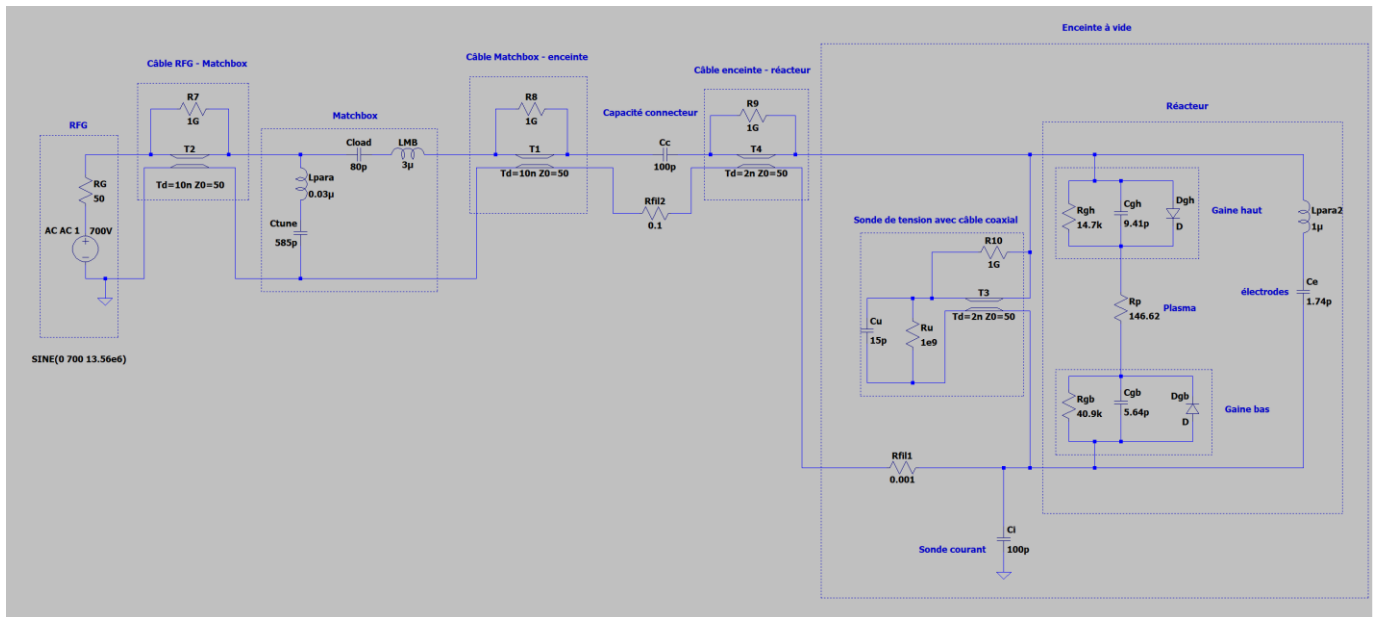 Enceinte à vide
Câble RFG - Matchbox
Câble Matchbox - enceinte
Câble enceinte - réacteur
R7
1G
R8
1G
R9
1G
Réacteur
RFG
Matchbox
Capacité connecteur
T2
Td=10n Z0=50
Cload
80p
LMB
3µ
T1
Td=10n Z0=50
Cc
100p
T4
Td=2n Z0=50
RG
50
Lpara
0.03µ
Rfil2
0.1
AC AC 1
700V
Ctune
585p
Sonde de tension avec câble coaxial
R10
1G
T3
Td=2n Z0=50
Cu
15p
Ru
1e9
Rgh
14.7k
Cgh
9.41p
Dgh
D
Gaine haut
Lpara2
1µ
Rp
146.62
Plasma
électrodes
Ce
1.74p
SINE(0 700 13.56e6)
Rgb
40.9k
Cgb
5.64p
Dgb
D
Gaine bas
Rfil1
0.001
Sonde courant
Ci
100p